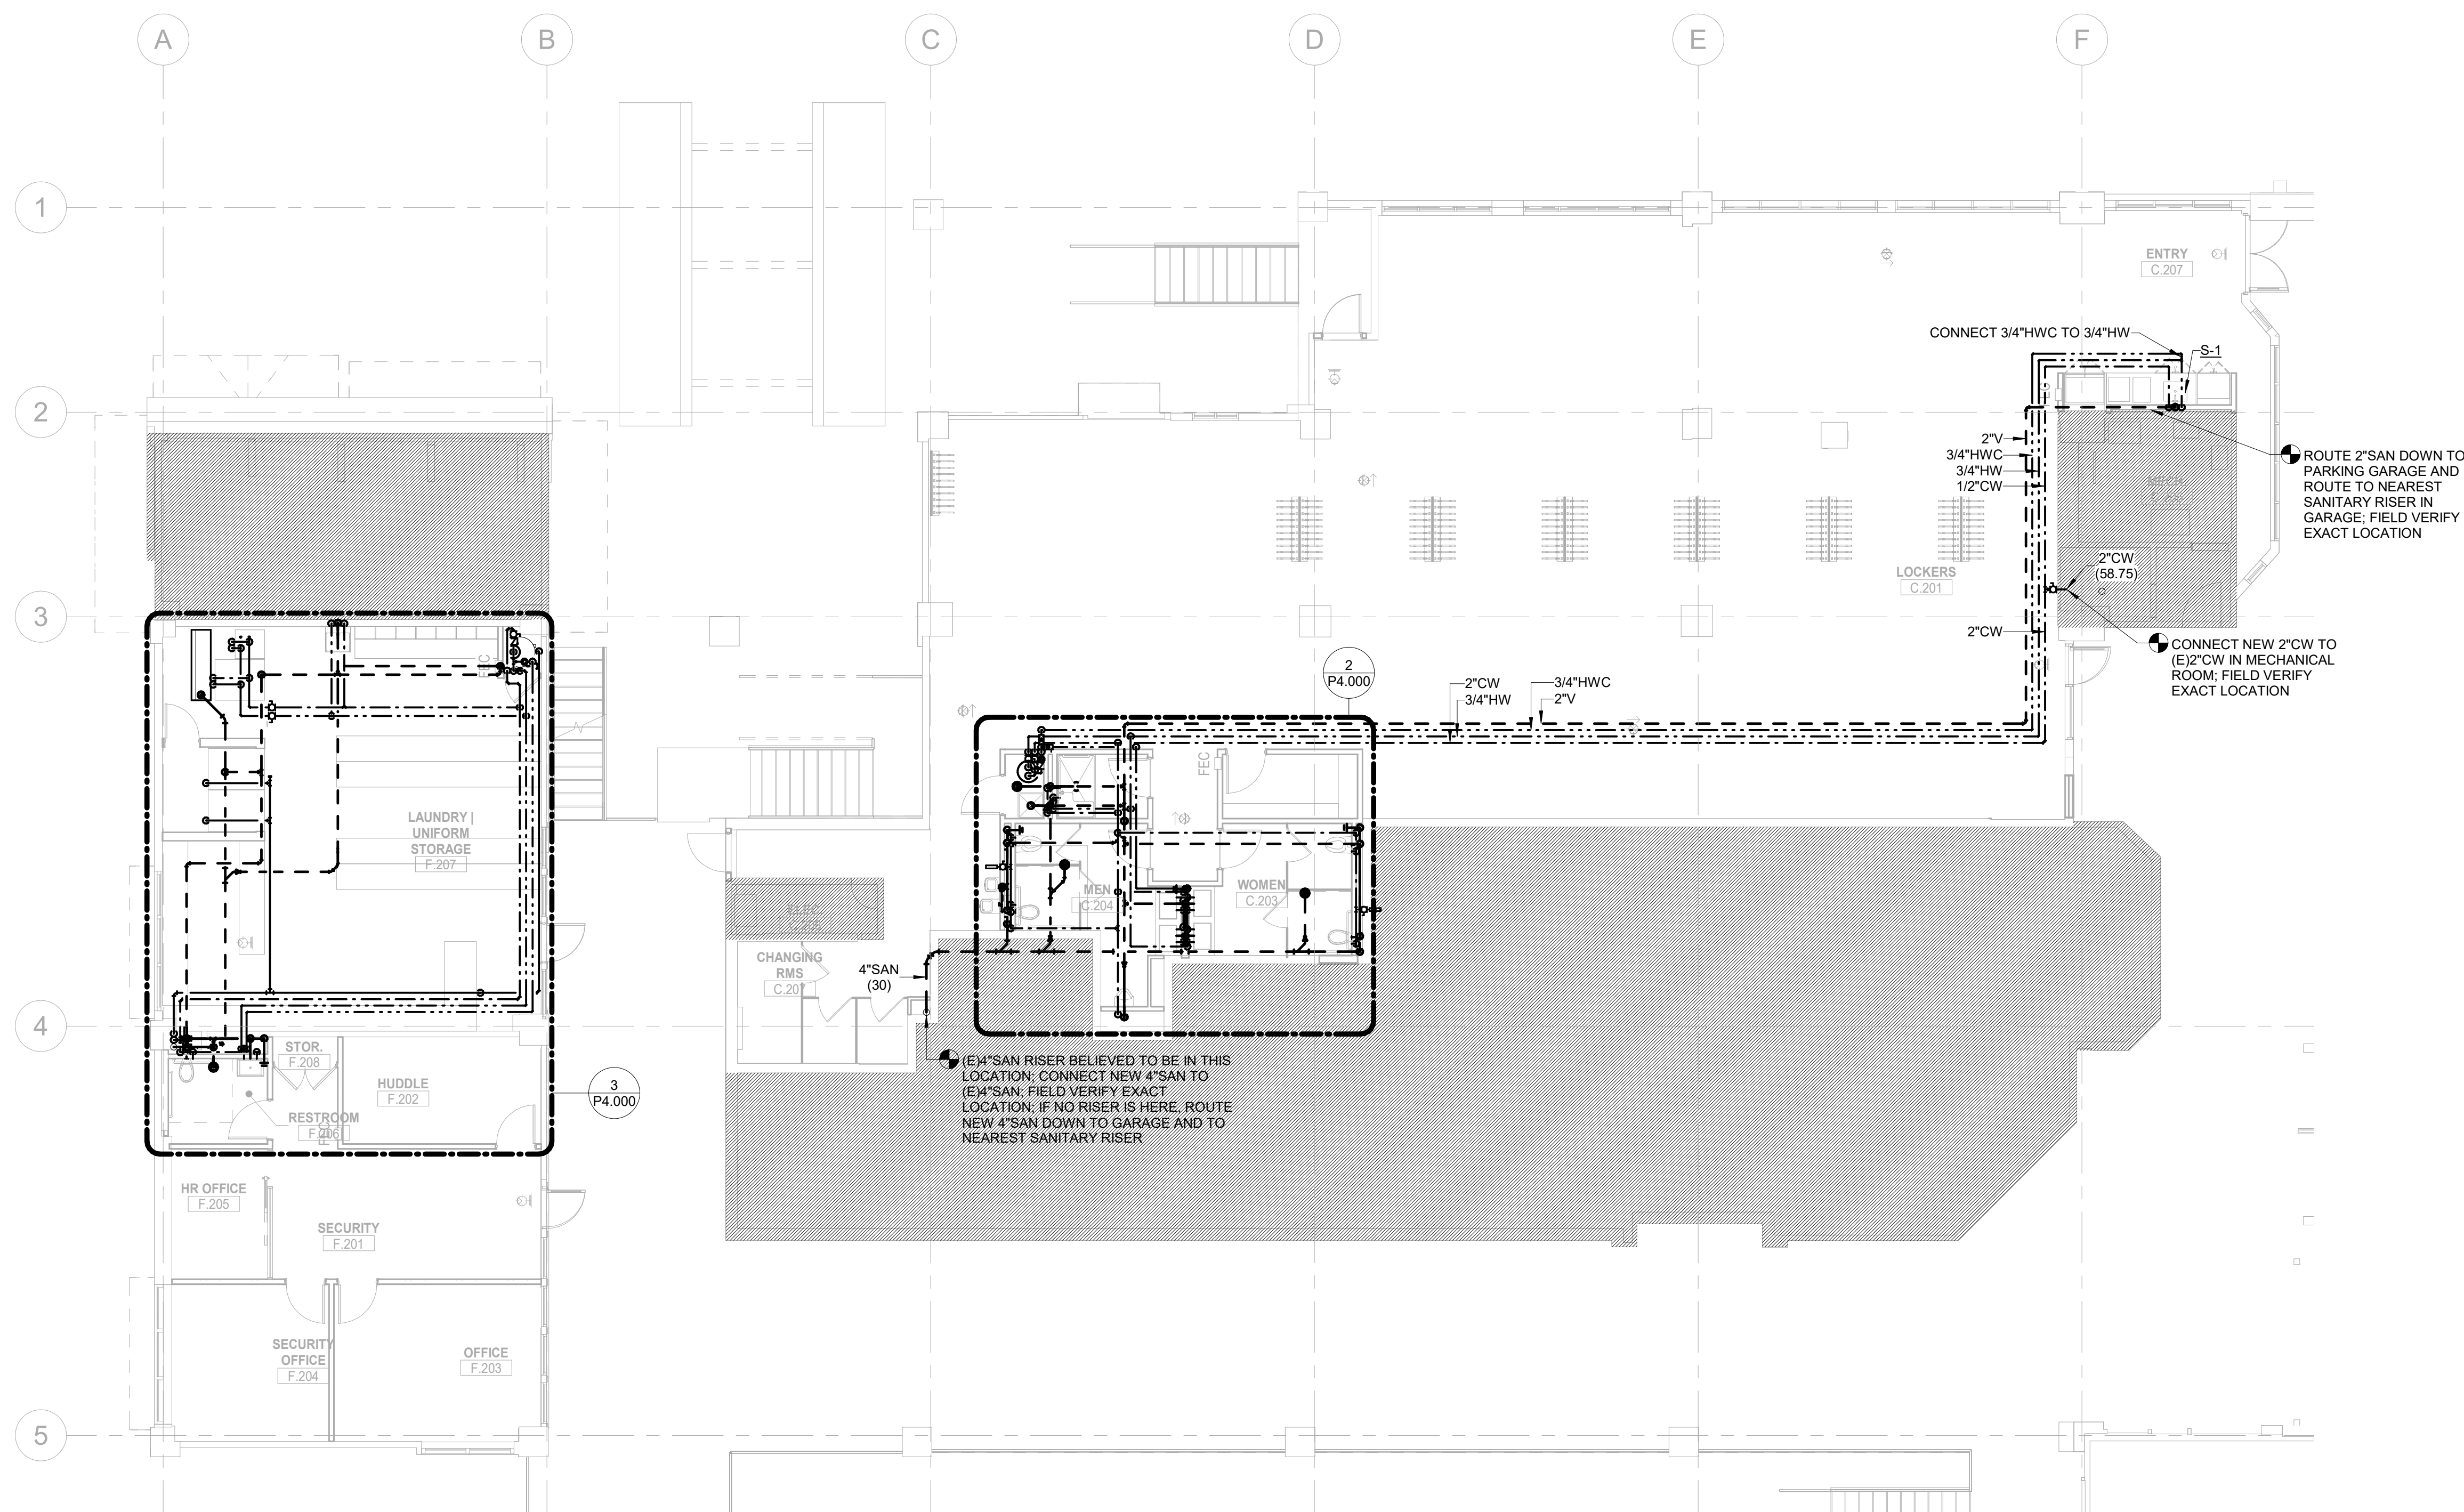 A
B
C
D
E
F
1
2
3
4
5
ENTRY
C.207
CONNECT 3/4"HWC TO 3/4"HW
S-1
2"V
3/4"HWC
3/4"HW
1/2"CW
ROUTE 2"SAN DOWN TO
PARKING GARAGE AND
ROUTE TO NEAREST
SANITARY RISER IN
GARAGE; FIELD VERIFY
EXACT LOCATION
2"CW
(58.75)
LOCKERS
C.201
2"CW
CONNECT NEW 2"CW TO
(E)2"CW IN MECHANICAL
ROOM; FIELD VERIFY
EXACT LOCATION
2
P4.000
2"CW
3/4"HW
3/4"HWC
2"V
FEC
FEC
LAUNDRY |
UNIFORM
STORAGE
F.207
MEN
C.204
WOMEN
C.203
ELEC.
CHANGING
RMS
4"SAN
(30)
(E)4"SAN RISER BELIEVED TO BE IN THIS
LOCATION; CONNECT NEW 4"SAN TO
(E)4"SAN; FIELD VERIFY EXACT
LOCATION; IF NO RISER IS HERE, ROUTE
NEW 4"SAN DOWN TO GARAGE AND TO
NEAREST SANITARY RISER
STOR.
F.208
HUDDLE
F.202
RESTROOM
F.206
3
P4.000
HR OFFICE
F.205
SECURITY
F.201
SECURITY
OFFICE
F.204
OFFICE
F.203